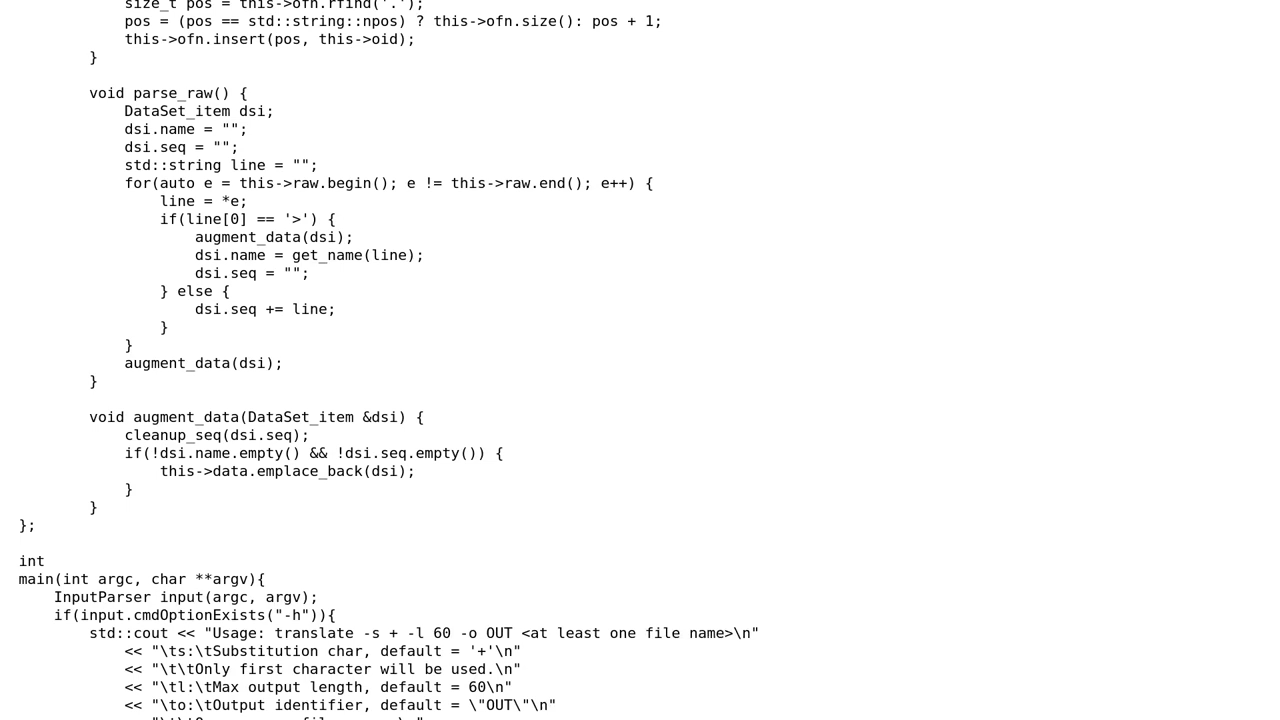 size_t pos = this->ofn.rfind('.');
            pos = (pos == std::string::npos) ? this->ofn.size(): pos + 1;
            this->ofn.insert(pos, this->oid);
        }

        void parse_raw() {
            DataSet_item dsi;
            dsi.name = "";
            dsi.seq = "";
            std::string line = "";
            for(auto e = this->raw.begin(); e != this->raw.end(); e++) {
                line = *e;
                if(line[0] == '>') {
                    augment_data(dsi);
                    dsi.name = get_name(line);
                    dsi.seq = "";
                } else {
                    dsi.seq += line;
                }
            }
            augment_data(dsi);
        }

        void augment_data(DataSet_item &dsi) {
            cleanup_seq(dsi.seq);
            if(!dsi.name.empty() && !dsi.seq.empty()) {
                this->data.emplace_back(dsi);
            }
        }
};

int
main(int argc, char **argv){
    InputParser input(argc, argv);
    if(input.cmdOptionExists("-h")){
        std::cout << "Usage: translate -s + -l 60 -o OUT <at least one file name>\n"
            << "\ts:\tSubstitution char, default = '+'\n"
            << "\t\tOnly first character will be used.\n"
            << "\tl:\tMax output length, default = 60\n"
            << "\to:\tOutput identifier, default = \"OUT\"\n"